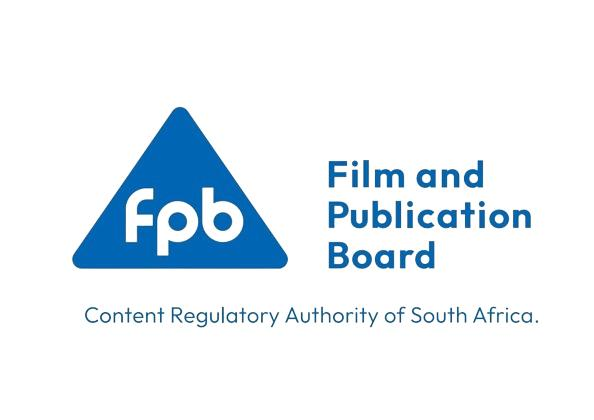 fpb
Film and
Publication
Board
Content Regulatory Authority of South Africa.